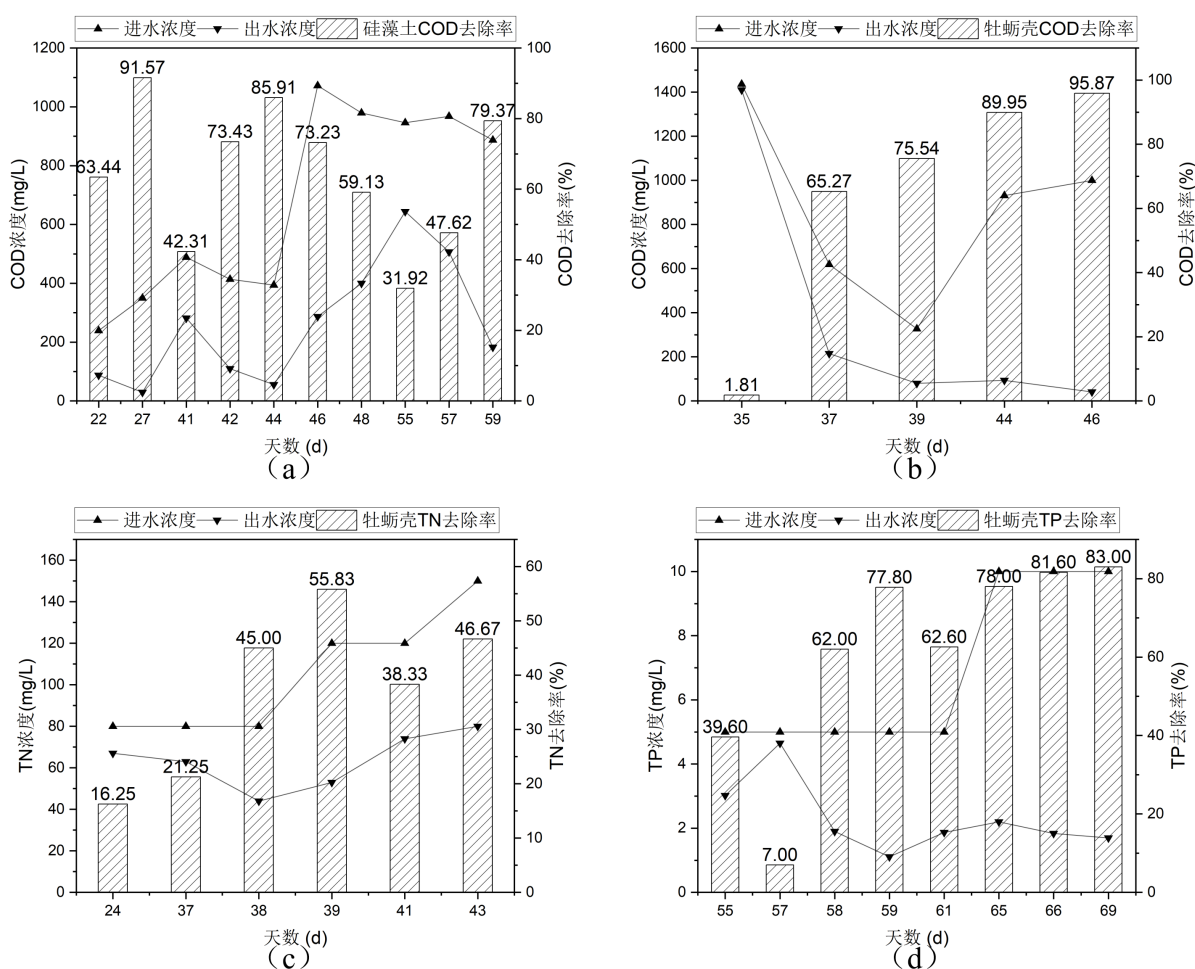 进水浓度 出水浓度 硅藻土COD去除率
1200
1000
800
600
400
200
0
COD浓度(mg/L)
63.44 91.57 42.31 73.43 85.91 73.23 59.13 31.92 47.62 79.37
100
80
60
40
20
0
COD去除率(%)
22 27 41 42 44 46 48 55 57 59
天数 (d)
(a)
进水浓度 出水浓度 牡蛎壳COD去除率
1600
1400
1200
1000
800
600
400
200
0
COD浓度(mg/L)
1.81 65.27 75.54 89.95 95.87
100
80
60
40
20
0
COD去除率(%)
35 37 39 44 46
天数 (d)
(b)
进水浓度 出水浓度 牡蛎壳TN去除率
160
140
120
100
80
60
40
20
0
TN浓度(mg/L)
16.25 21.25 45.00 55.83 38.33 46.67
60
50
40
30
20
10
0
TN去除率(%)
24 37 38 39 41 43
天数 (d)
(c)
进水浓度 出水浓度 牡蛎壳TP去除率
10
8
6
4
2
0
TP浓度(mg/L)
39.60 7.00 62.00 77.80 62.60 78.00 81.60 83.00
80
60
40
20
0
TP去除率(%)
55 57 58 59 61 65 66 69
天数 (d)
(d)